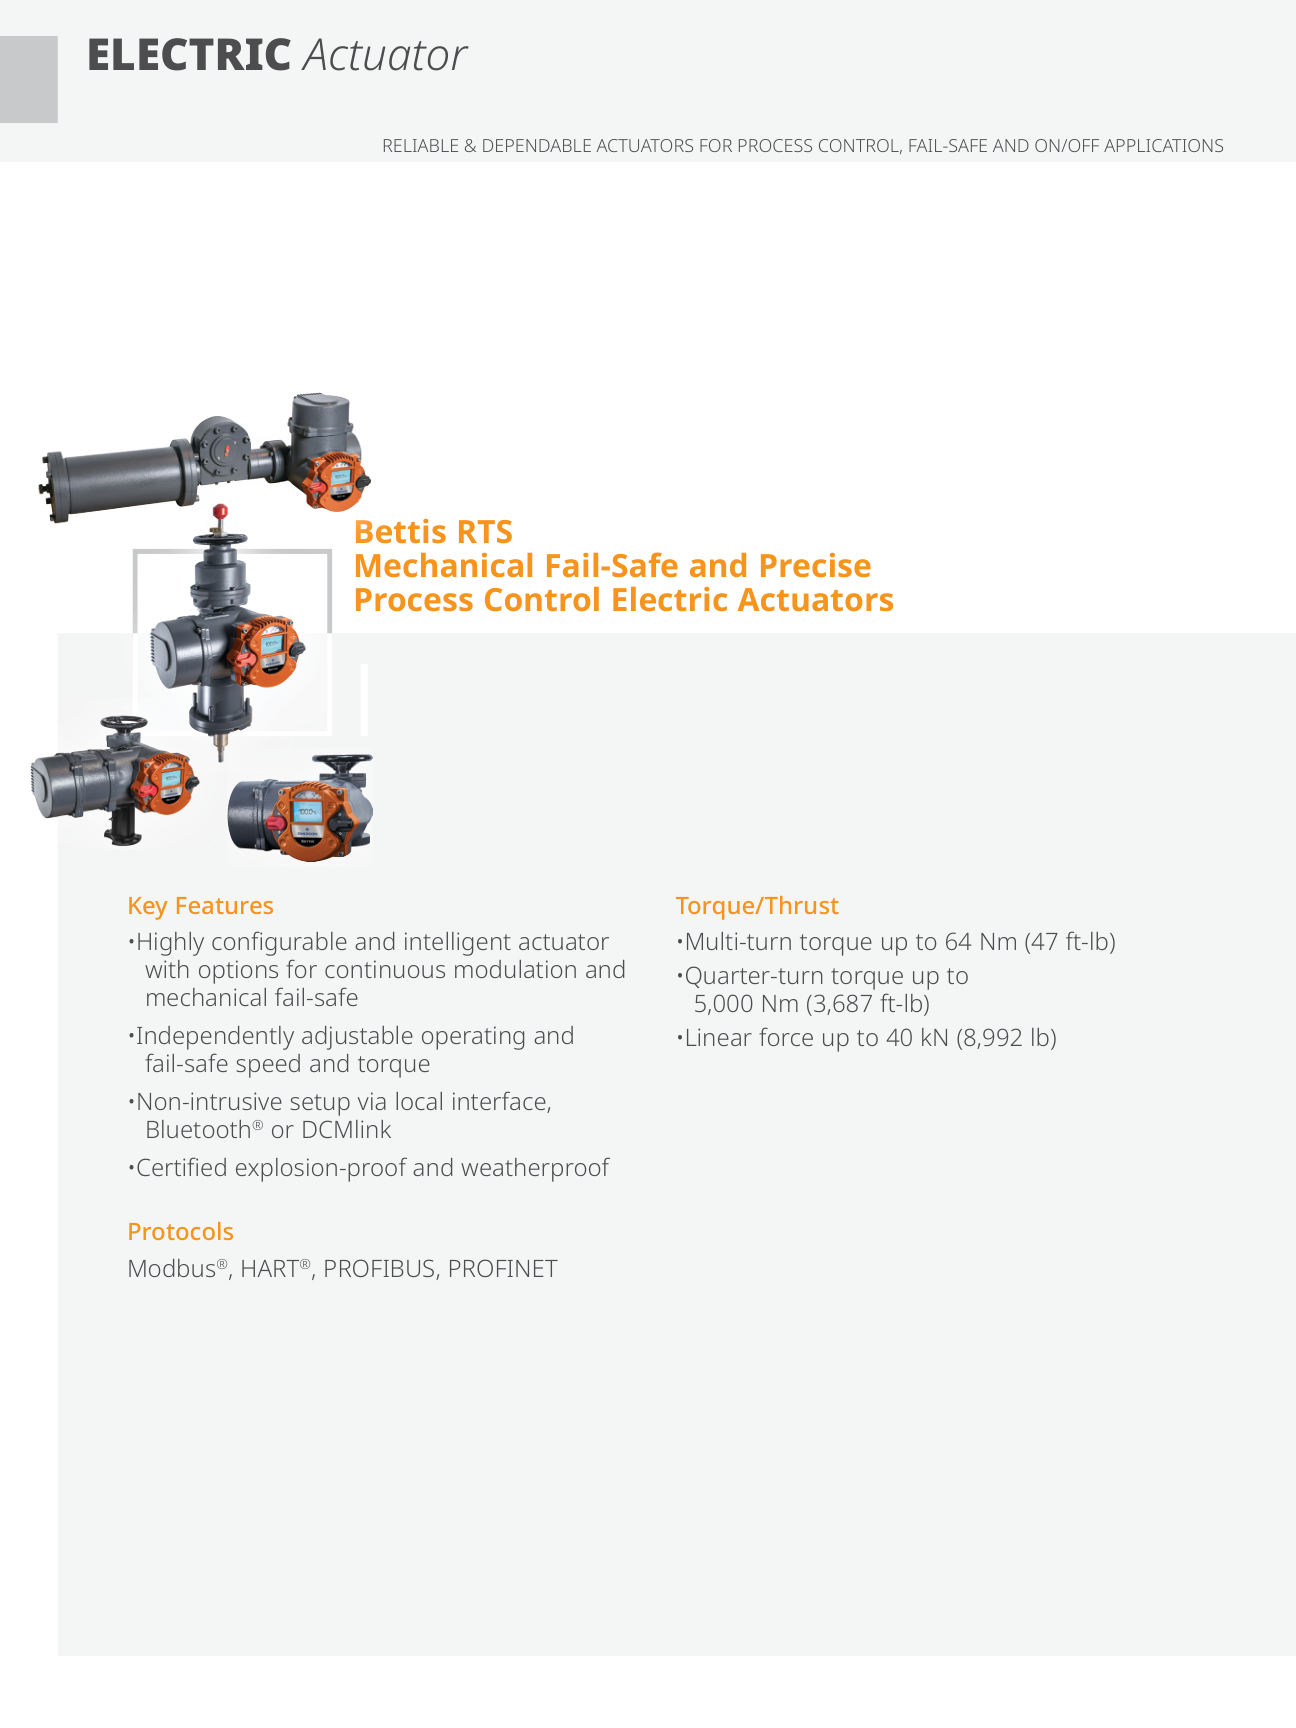 ELECTRIC Actuator
RELIABLE & DEPENDABLE ACTUATORS FOR PROCESS CONTROL, FAIL-SAFE AND ON/OFF APPLICATIONS
Bettis RTS
Mechanical Fail-Safe and Precise
Process Control Electric Actuators
100.0%
EMERSON
Bettis
Key Features
•Highly configurable and intelligent actuator
with options for continuous modulation and
mechanical fail-safe
•Independently adjustable operating and
fail-safe speed and torque
•Non-intrusive setup via local interface,
Bluetooth® or DCMlink
•Certified explosion-proof and weatherproof
Protocols
Modbus®, HART®, PROFIBUS, PROFINET
Torque/Thrust
•Multi-turn torque up to 64 Nm (47 ft-lb)
•Quarter-turn torque up to
5,000 Nm (3,687 ft-lb)
•Linear force up to 40 kN (8,992 lb)